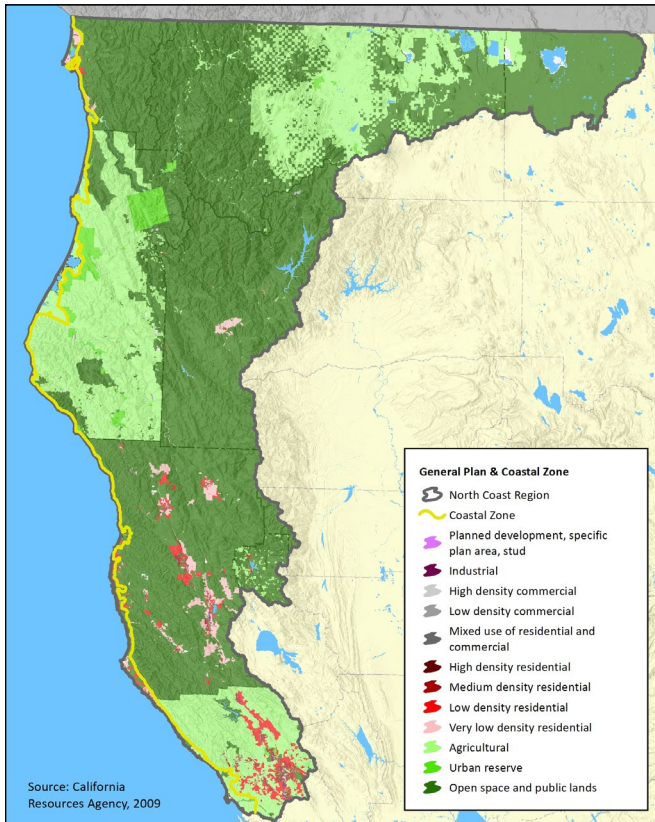 General Plan & Coastal Zone
North Coast Region
Coastal Zone
Planned development, specific
plan area, stud
Industrial
High density commercial
Low density commercial
Mixed use of residential and
commercial
High density residential
Medium density residential
Low density residential
Very low density residential
Agricultural
Urban reserve
Open space and public lands
Source: California
Resources Agency, 2009